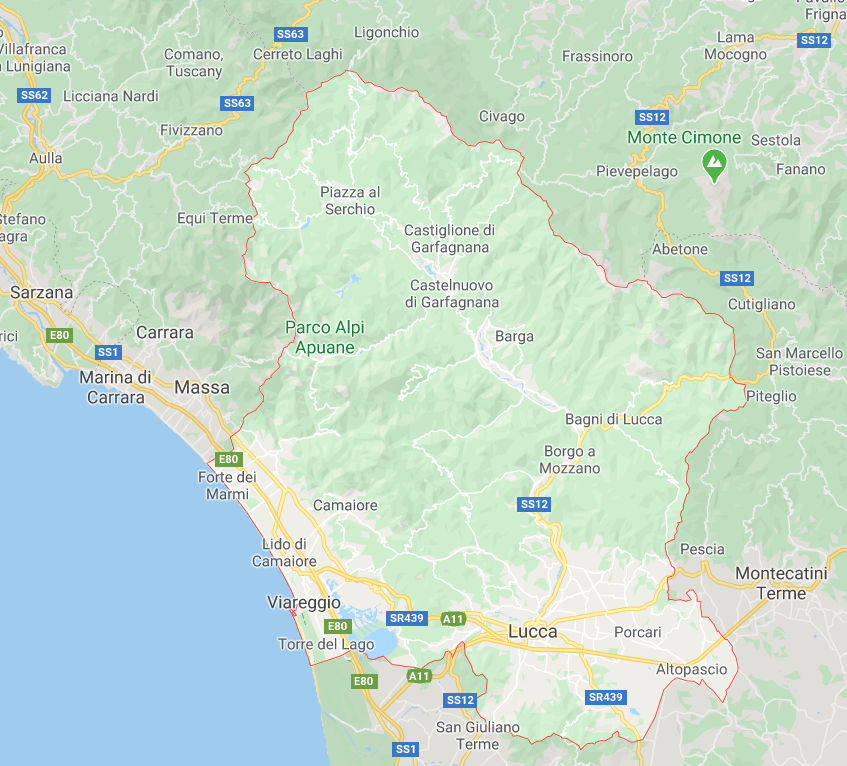 SS63
Ligonchio
Frigna
Villafranca
Lunigiana
Comano,
Tuscany
Cerreto Laghi
Lama
Mocogno
SS12
Frassinoro
SS62
Licciana Nardi
SS63
Civago
SS12
Fivizzano
Monte Cimone
Sestola
Aulla
Pievepelago
Fanano
Piazza al
Serchio
Equi Terme
Castiglione di
Garfagnana
Abetone
SS12
Sarzana
Castelnuovo
di Garfagnana
Cutigliano
E80
Carrara
Parco Alpi
Apuane
Barga
SS1
San Marcello
Pistoiese
Marina di
Carrara
Massa
Piteglio
Bagni di Lucca
E80
Borgo a
Mozzano
Forte dei
Marmi
Camaiore
SS12
Lido di
Camaiore
Pescia
Montecatini
Terme
Viareggio
SR439
A11
E80
Lucca
Porcari
Torre del Lago
Altopascio
E80
A11
SS12
SR439
San Giuliano
Terme
SS1